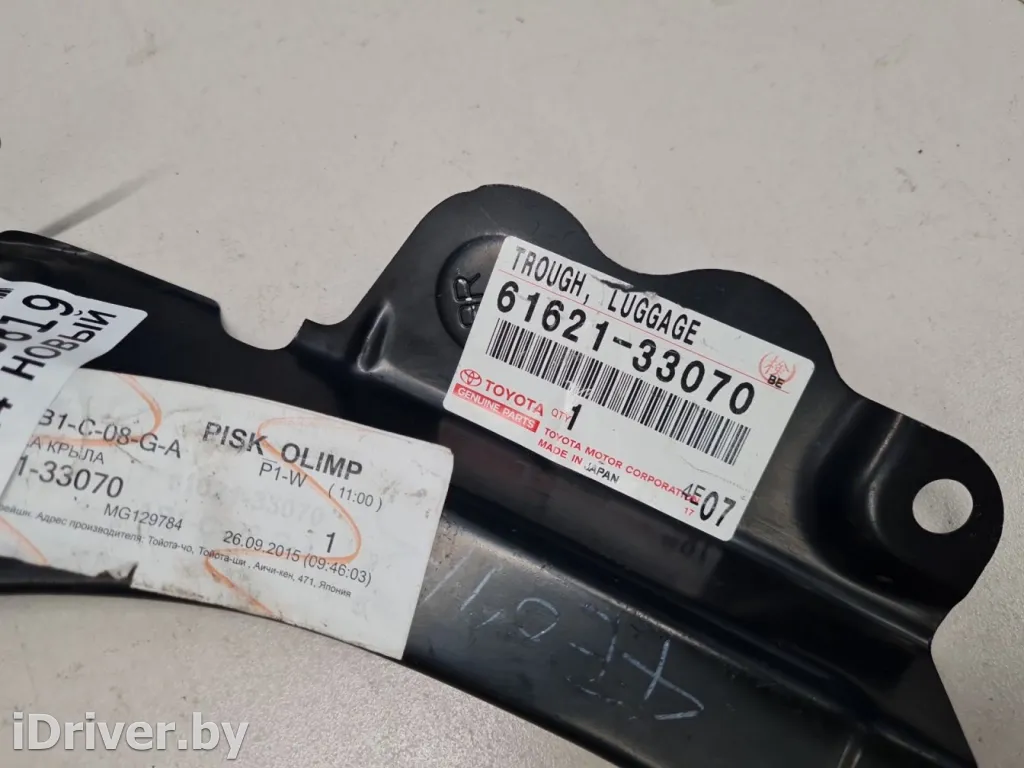 TROUGH, LUGGAGE
61621-33070
BE
TOYOTA
GENUINE PARTS
QTY
1
TOYOTA MOTOR CORPORATION
MADE IN JAPAN
4E07
17
619
НОВЫЙ
B1-C-08-G-A
PISK OLIMP
А КРЫЛА
P1-W (11:00)
1-33070
MG129784
1
26.09.2015 (09:46:03)
Адрес производителя: Тойота-чо, Тойота-ши, Аичи-кен, 471, Япония
iDriver.by